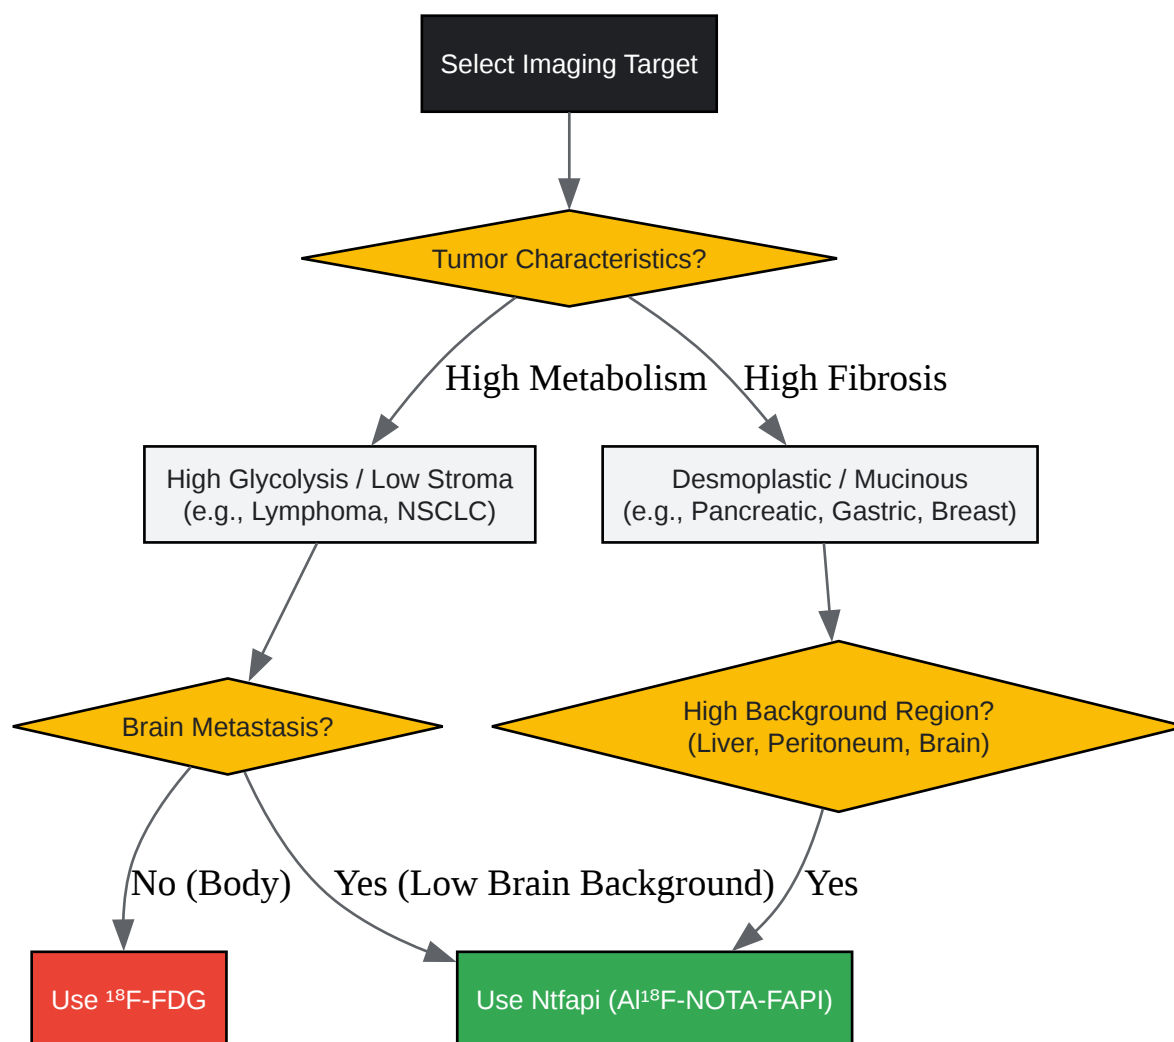 Select Imaging Target
Tumor Characteristics?
High Metabolism
High Fibrosis
High Glycolysis / Low Stroma
(e.g., Lymphoma, NSCLC)
Desmoplastic / Mucinous
(e.g., Pancreatic, Gastric, Breast)
Brain Metastasis?
High Background Region?
(Liver, Peritoneum, Brain)
No (Body)
Yes (Low Brain Background)
Yes
Use ¹⁸F-FDG
Use Ntfapi (Al¹⁸F-NOTA-FAPI)